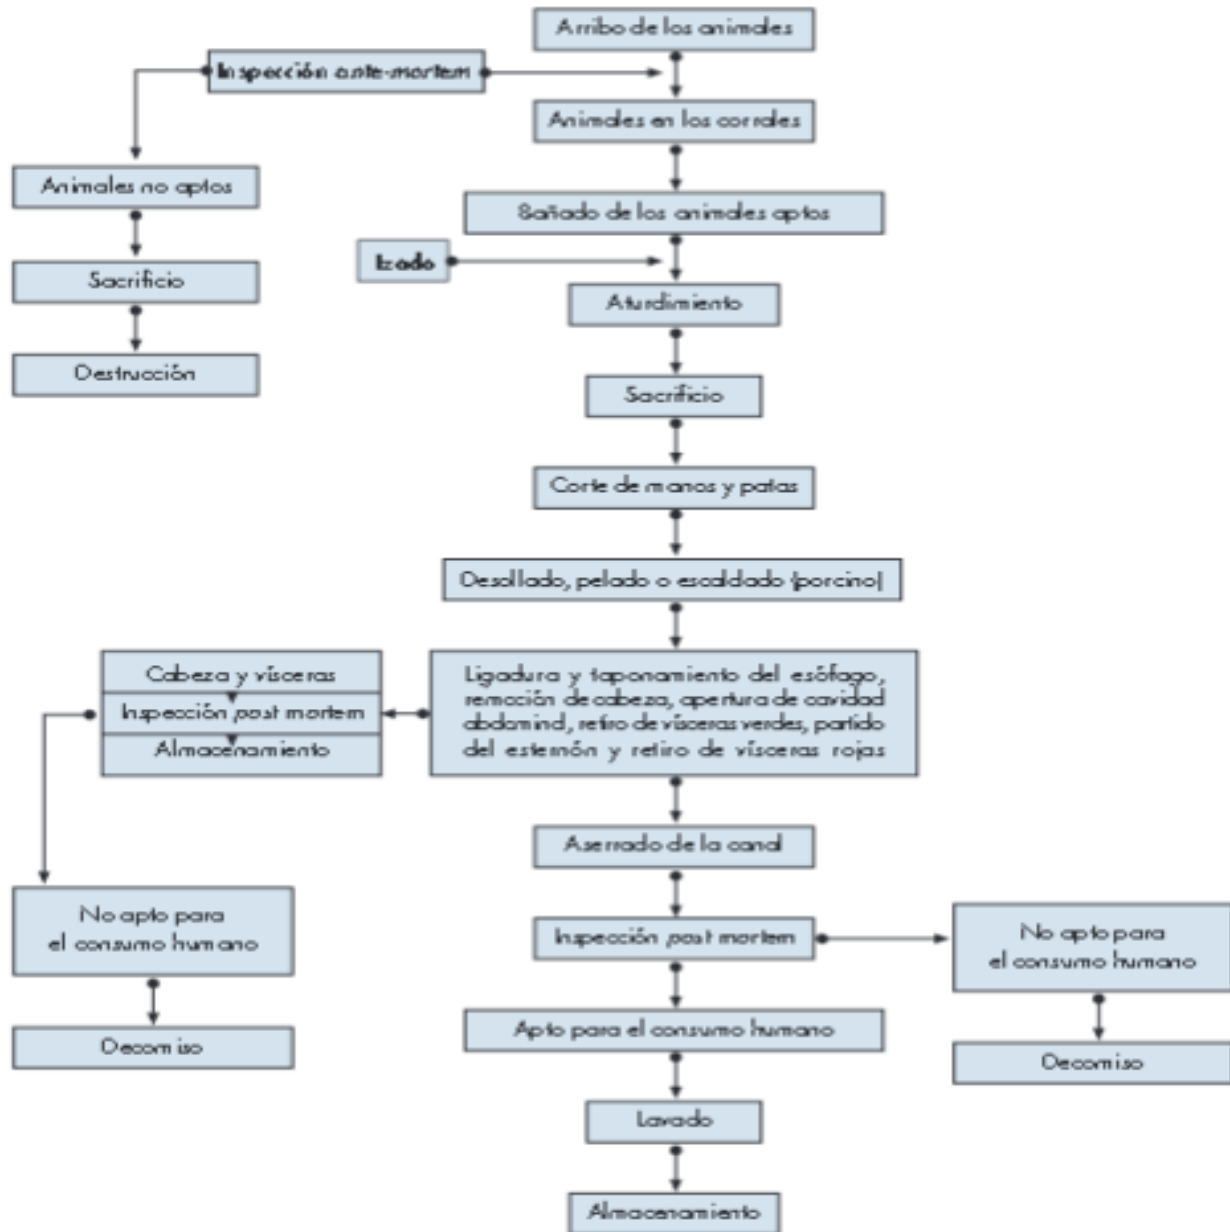 Arribo de los animales
Inspección ante-mortem
Animales en los corrales
Animales no aptos
Bañado de los animales aptos
Izado
Sacrificio
Aturdimiento
Destrucción
Sacrificio
Corte de manos y patas
Desollado, pelado o escaldado (porcino)
Cabeza y vísceras
Inspección post mortem
Almacenamiento
Ligadura y taponamiento del esófago,
remoción de cabeza, apertura de cavidad
abdominal, retiro de vísceras verdes, partido
del esternón y retiro de vísceras rojas
Aserrado de la canal
No apto para
el consumo humano
Inspección post mortem
No apto para
el consumo humano
Decomiso
Apto para el consumo humano
Decomiso
Lavado
Almacenamiento